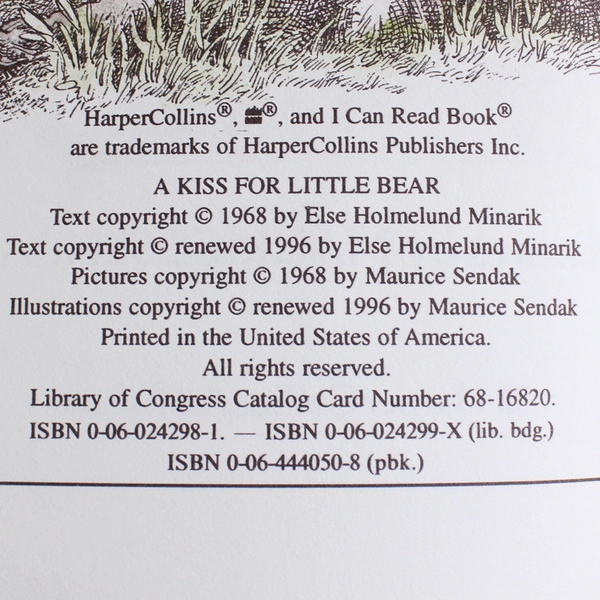 HarperCollins®, ®, and I Can Read Book®
are trademarks of HarperCollins Publishers Inc.
A KISS FOR LITTLE BEAR
Text copyright © 1968 by Else Holmelund Minarik
Text copyright © renewed 1996 by Else Holmelund Minarik
Pictures copyright © 1968 by Maurice Sendak
Illustrations copyright © renewed 1996 by Maurice Sendak
Printed in the United States of America.
All rights reserved.
Library of Congress Catalog Card Number: 68-16820.
ISBN 0-06-024298-1. — ISBN 0-06-024299-X (lib. bdg.)
ISBN 0-06-444050-8 (pbk.)